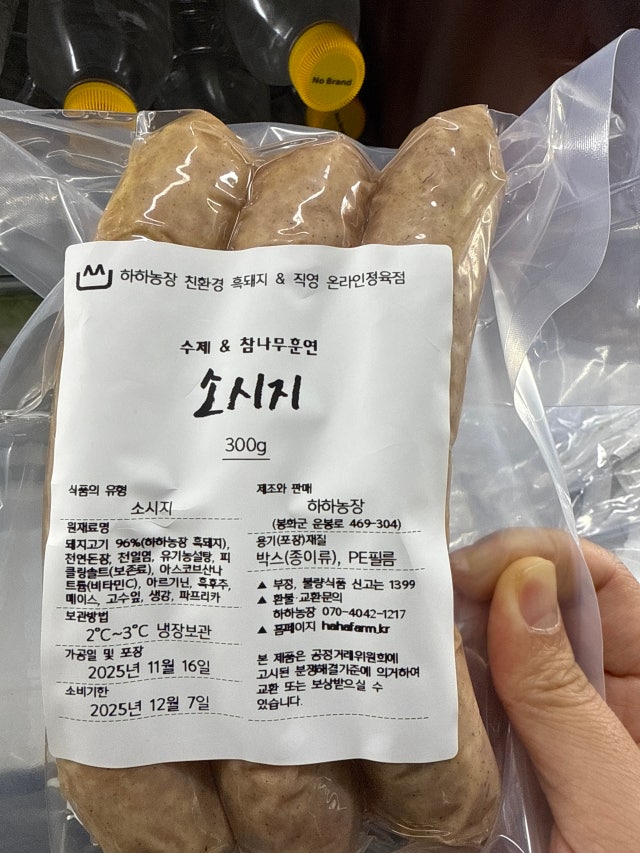 No Brand
하하농장 친환경 흑돼지 & 직영 온라인정육점
수제 & 참나무훈연
소시지
300g
식품의 유형
소시지
원재료명
돼지고기 96%(하하농장 흑돼지),
천연돈장, 천일염, 유기농설탕, 피
클링솔트(보존료), 아스코브산나
트륨(비타민C), 아르기닌, 흑후추,
메이스, 고수잎, 생강, 파프리카
보관방법
2℃~3℃ 냉장보관
가공일 및 포장
2025년 11월 16일
소비기한
2025년 12월 7일
제조와 판매
하하농장
(봉화군 운봉로 469-304)
용기(포장)재질
박스(종이류), PE필름
▲ 부정, 불량식품 신고는 1399
▲ 환불·교환문의
하하농장 070-4042-1217
▲ 홈페이지 hahafarm.kr
본 제품은 공정거래위원회에
고시된 분쟁해결기준에 의거하여
교환 또는 보상받으실 수
있습니다.